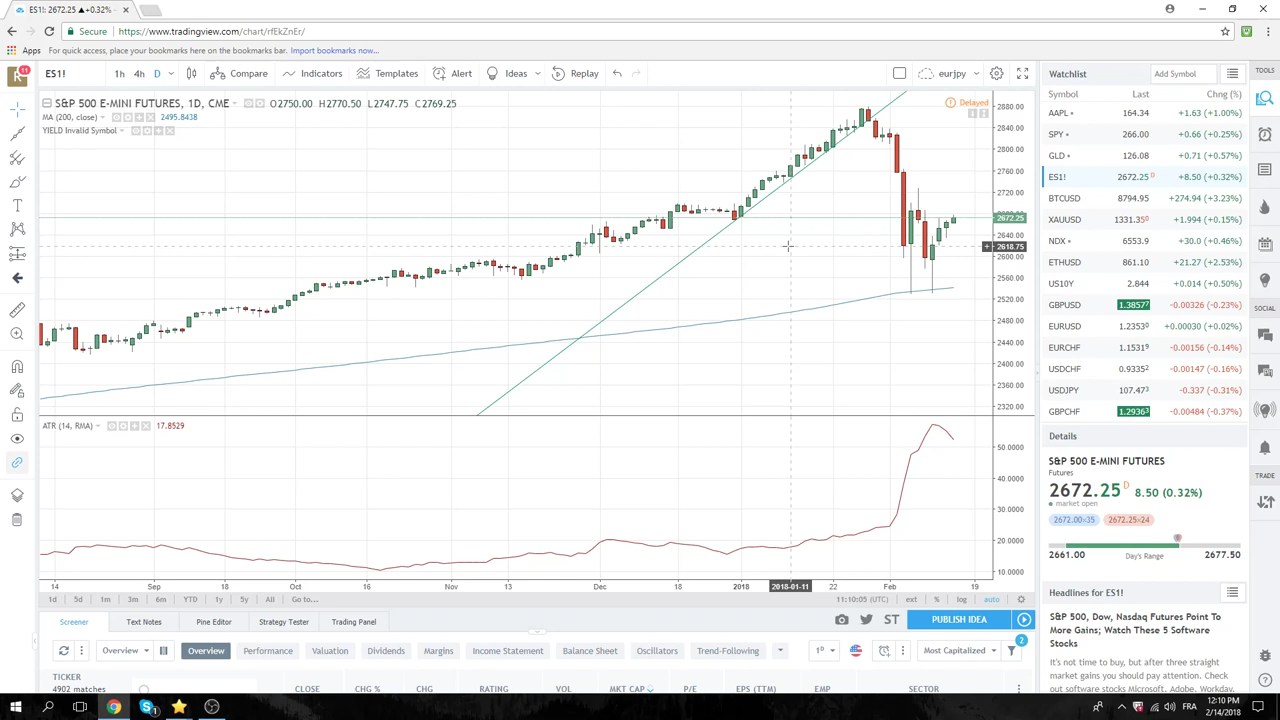 ES1!: 2672.25 ▲+0.32%
Secure
https://www.tradingview.com/chart/rfEkZnEr/
Apps For quick access, place your bookmarks here on the bookmarks bar. Import bookmarks now...
R 11
ES1! 1h 4h D Compare Indicators Templates Alert Ideas Replay eurjpy
S&P 500 E-MINI FUTURES, 1D, CME O2750.00 H2770.50 L2747.75 C2769.25
Delayed
MA (200, close) 2495.8438
YIELD Invalid Symbol
2880.00
2840.00
2800.00
2760.00
2720.00
2672.25
2640.00
2618.75
2600.00
2560.00
2520.00
2480.00
2440.00
2400.00
2360.00
2320.00
ATR (14, RMA) 17.8529
50.0000
40.0000
30.0000
20.0000
10.0000
14 Sep 18 Oct 16 Nov 13 Dec 18 2018 2018-01-11 22 Feb 19
1d 5d 1m 3m 6m YTD 1y 5y All Go to...
11:10:05 (UTC) ext % log auto
Screener Text Notes Pine Editor Strategy Tester Trading Panel
ST PUBLISH IDEA
Overview Overview Performance Valuation Dividends Margins Income Statement Balance Sheet Oscillators Trend-Following
1D Most Capitalized 2
TICKER CLOSE CHG % CHG RATING VOL MKT CAP P/E EPS (TTM) EMP SECTOR
4902 matches
Watchlist Add Symbol
Symbol Last Chng (%)
AAPL 164.34 +1.63 (+1.00%)
SPY 266.00 +0.66 (+0.25%)
GLD 126.08 +0.71 (+0.57%)
ES1! 2672.25 D +8.50 (+0.32%)
BTCUSD 8794.95 +274.94 (+3.23%)
XAUUSD 1331.350 +1.994 (+0.15%)
NDX 6553.9 +30.0 (+0.46%)
ETHUSD 861.10 +21.27 (+2.53%)
US10Y 2.844 +0.014 (+0.50%)
GBPUSD 1.38577 -0.00326 (-0.23%)
EURUSD 1.23530 +0.00030 (+0.02%)
EURCHF 1.15319 -0.00156 (-0.14%)
USDCHF 0.93352 -0.00147 (-0.16%)
USDJPY 107.473 -0.337 (-0.31%)
GBPCHF 1.29363 -0.00484 (-0.37%)
Details
S&P 500 E-MINI FUTURES
Futures
2672.25 D 8.50 (0.32%)
market open
2672.00×35 2672.25×24
2661.00 Day's Range 2677.50
Headlines for ES1!
S&P 500, Dow, Nasdaq Futures Point
To More Gains; Watch These 5 Software
Stocks
It's not time to buy, but after three straight
market gains you should pay attention. Check
out software stocks Microsoft, Adobe, Workday,
TOOLS
SOCIAL
TRADE
FRA
12:10 PM
2/14/2018